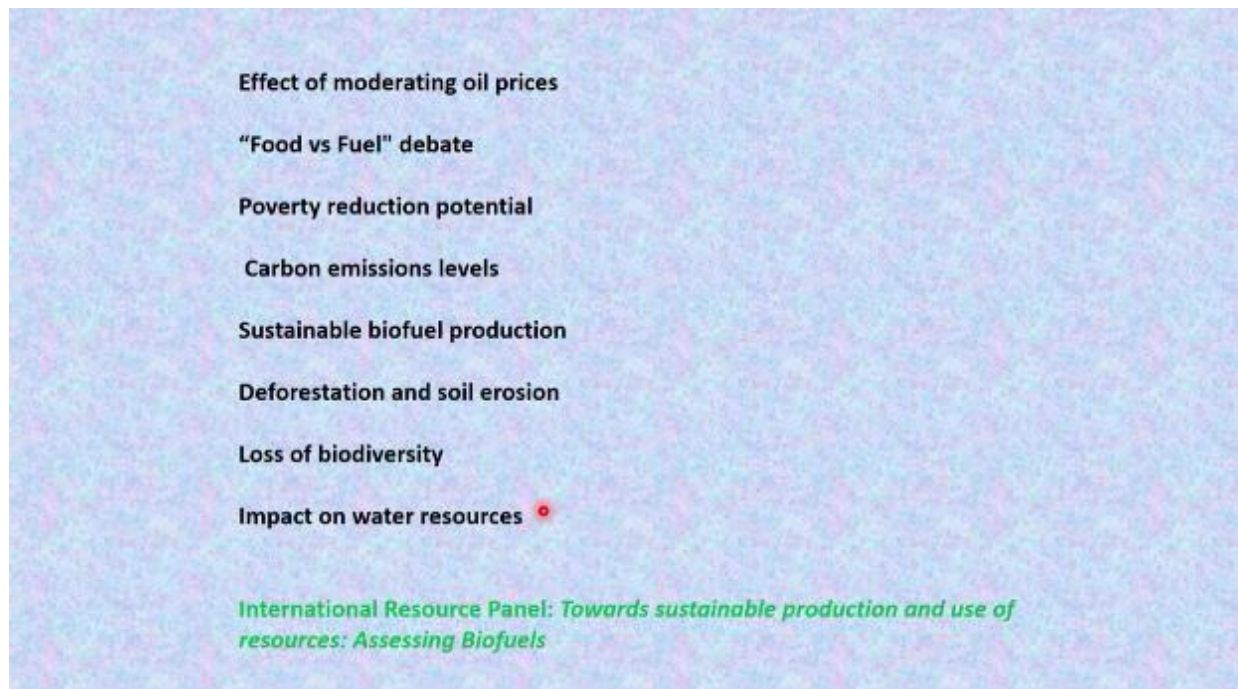 Effect of moderating oil prices
“Food vs Fuel" debate
Poverty reduction potential
Carbon emissions levels
Sustainable biofuel production
Deforestation and soil erosion
Loss of biodiversity
Impact on water resources
International Resource Panel: Towards sustainable production and use of
resources: Assessing Biofuels